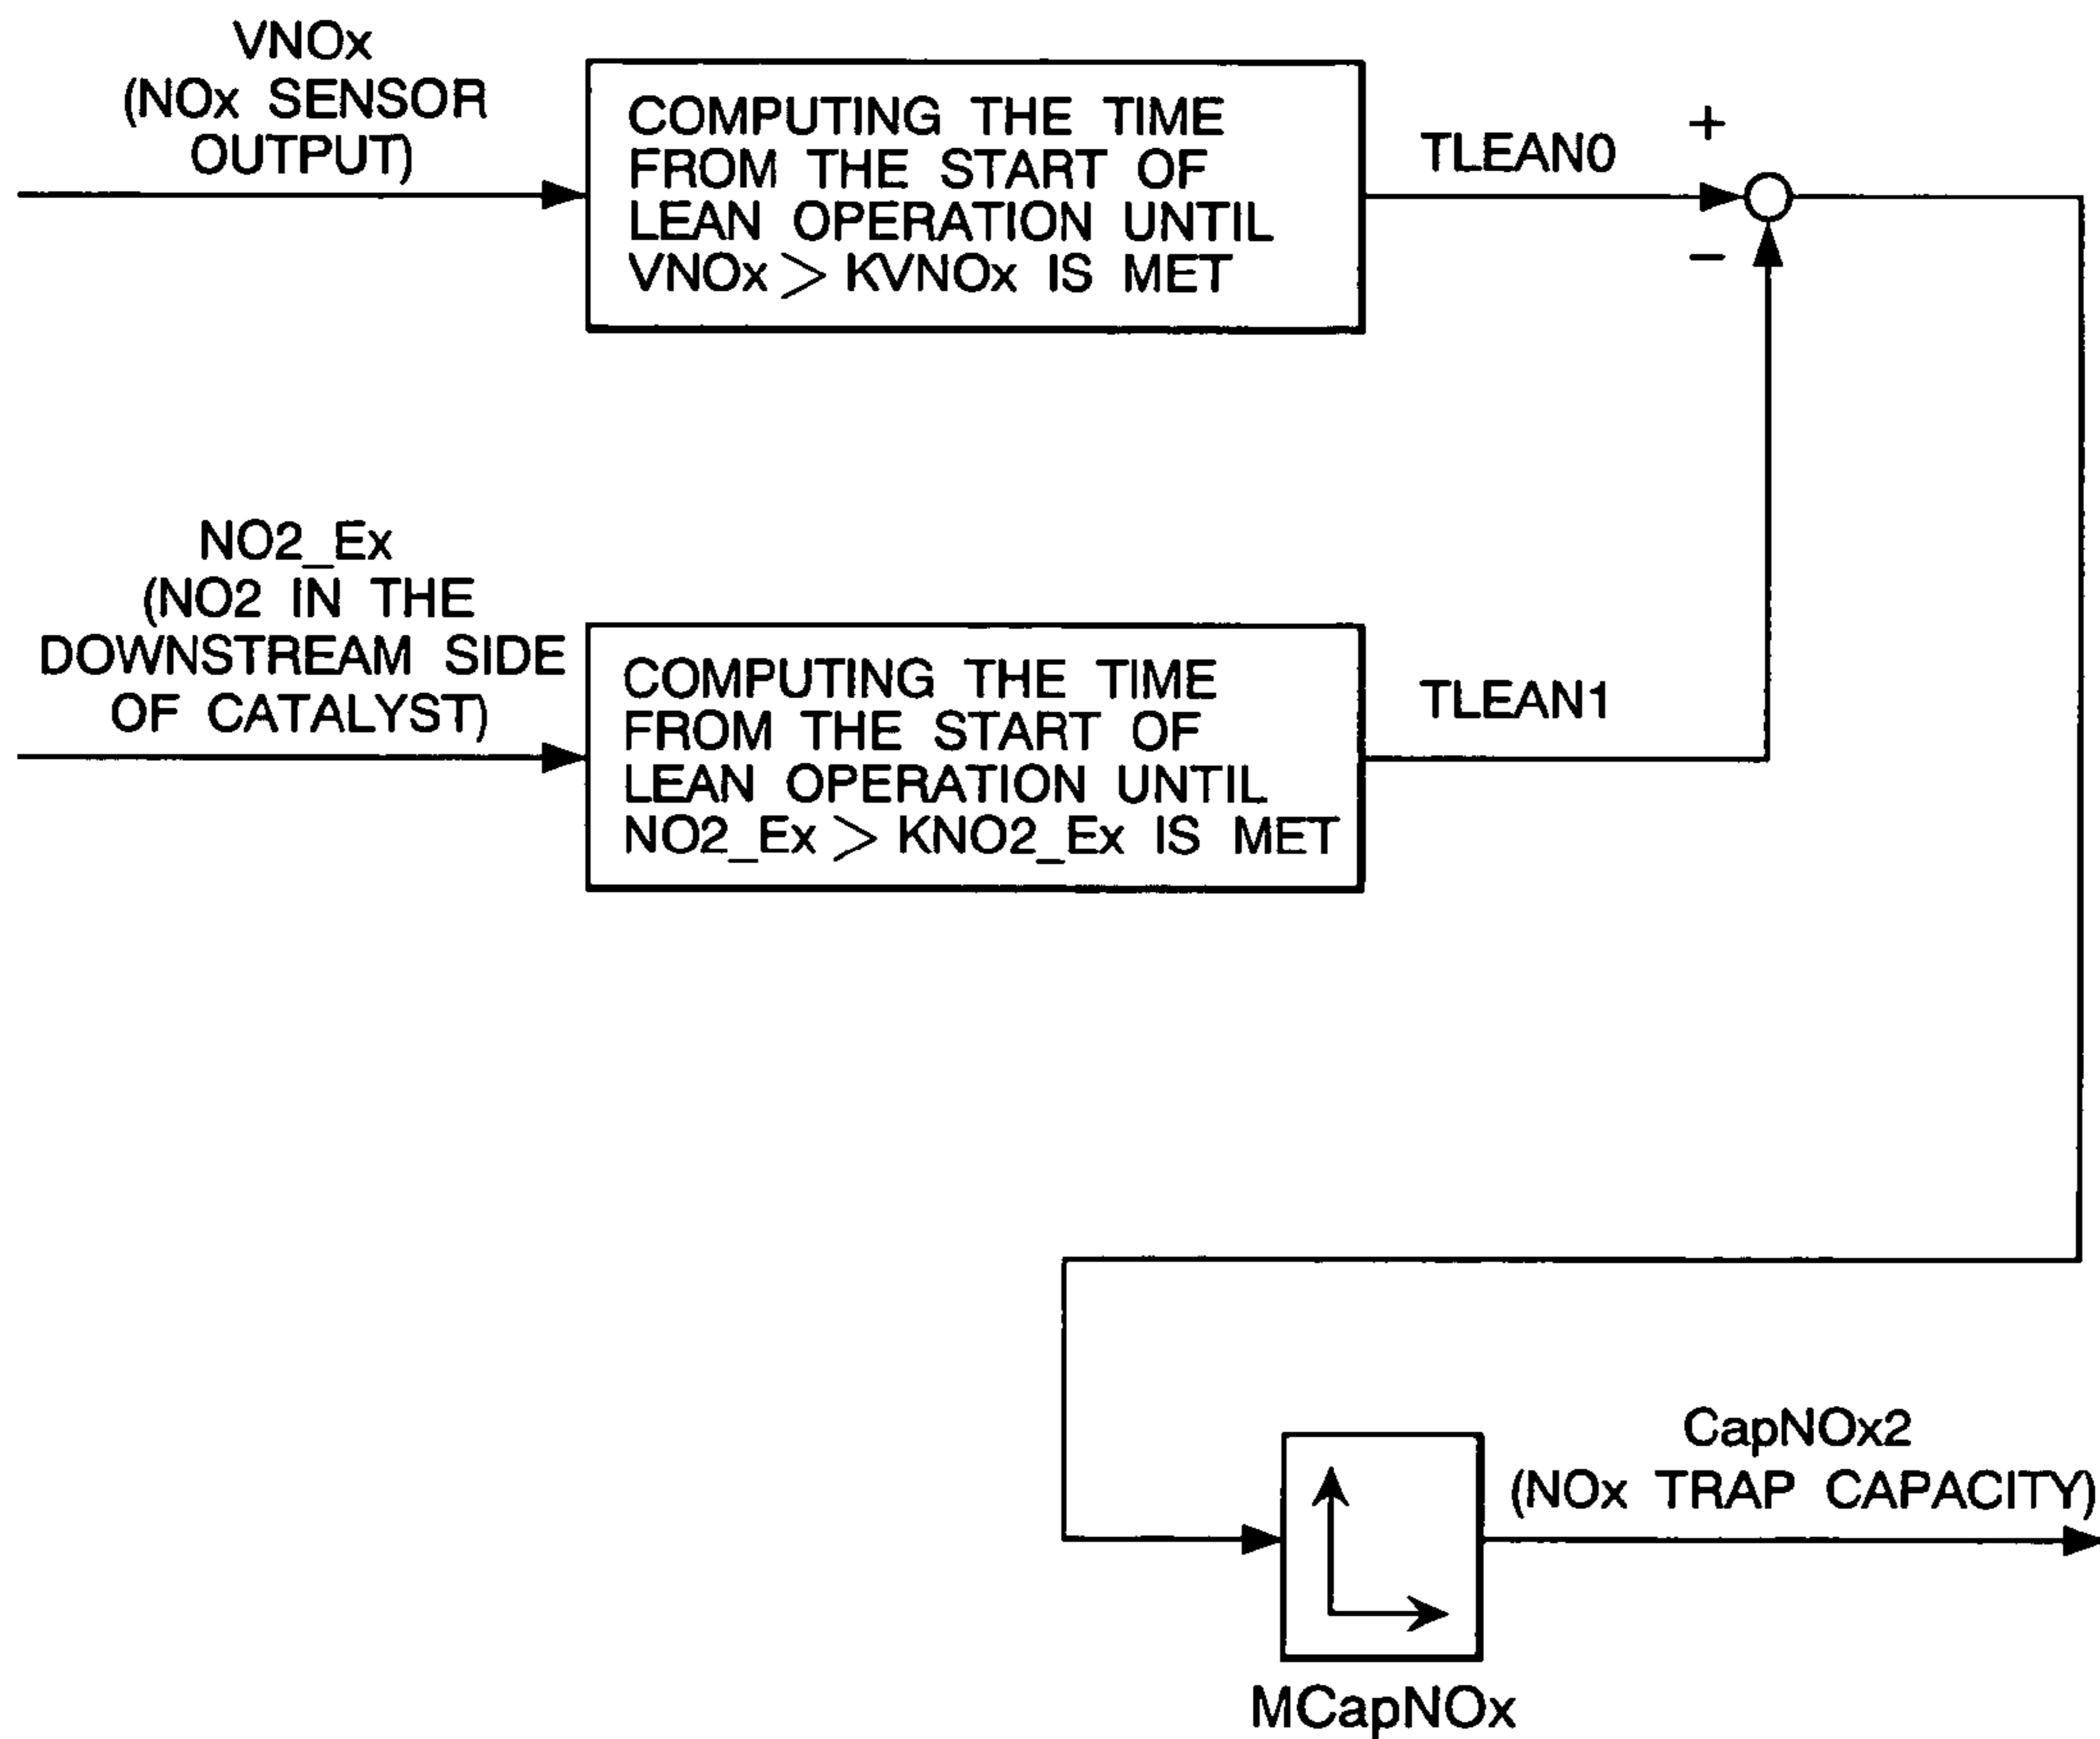 VNOx
(NOx SENSOR
OUTPUT)
COMPUTING THE TIME
FROM THE START OF
LEAN OPERATION UNTIL
VNOx > KVNOx IS MET
TLEAN0
+
−
NO2_Ex
(NO2 IN THE
DOWNSTREAM SIDE
OF CATALYST)
COMPUTING THE TIME
FROM THE START OF
LEAN OPERATION UNTIL
NO2_Ex > KNO2_Ex IS MET
TLEAN1
CapNOx2
(NOx TRAP CAPACITY)
MCapNOx